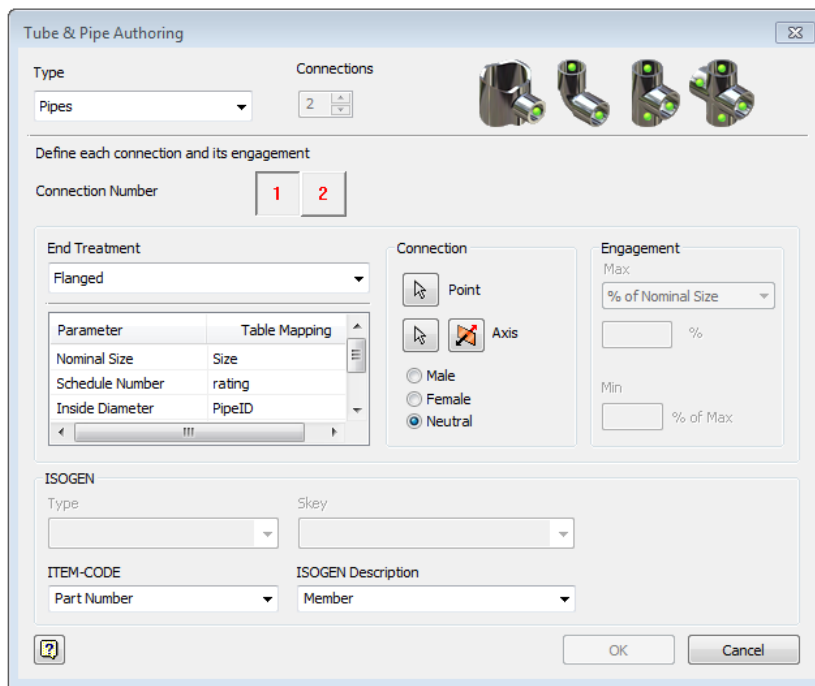 Tube & Pipe Authoring
Type
Connections
Pipes
2
Define each connection and its engagement
Connection Number
1 2
End Treatment
Flanged
Parameter Table Mapping
Nominal Size Size
Schedule Number rating
Inside Diameter PipeID
Connection
Point
Axis
Male
Female
Neutral
Engagement
Max
% of Nominal Size
%
Min
% of Max
ISOGEN
Type Skey
ITEM-CODE ISOGEN Description
Part Number Member
OK Cancel